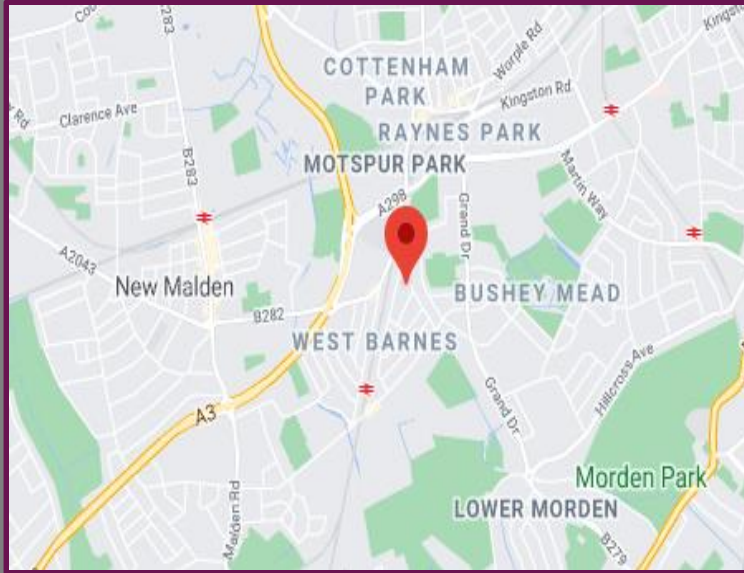 COTTENHAM
PARK
Worple Rd
Kingston
Clarence Ave
Kingston Rd
RAYNES PARK
B283
B283
MOTSPUR PARK
Martin Way
A298
Grand Dr
A2043
New Malden
BUSHEY MEAD
B282
WEST BARNES
Hillcross Ave
A3
Grand Dr
Morden Park
Malden Rd
LOWER MORDEN
B279